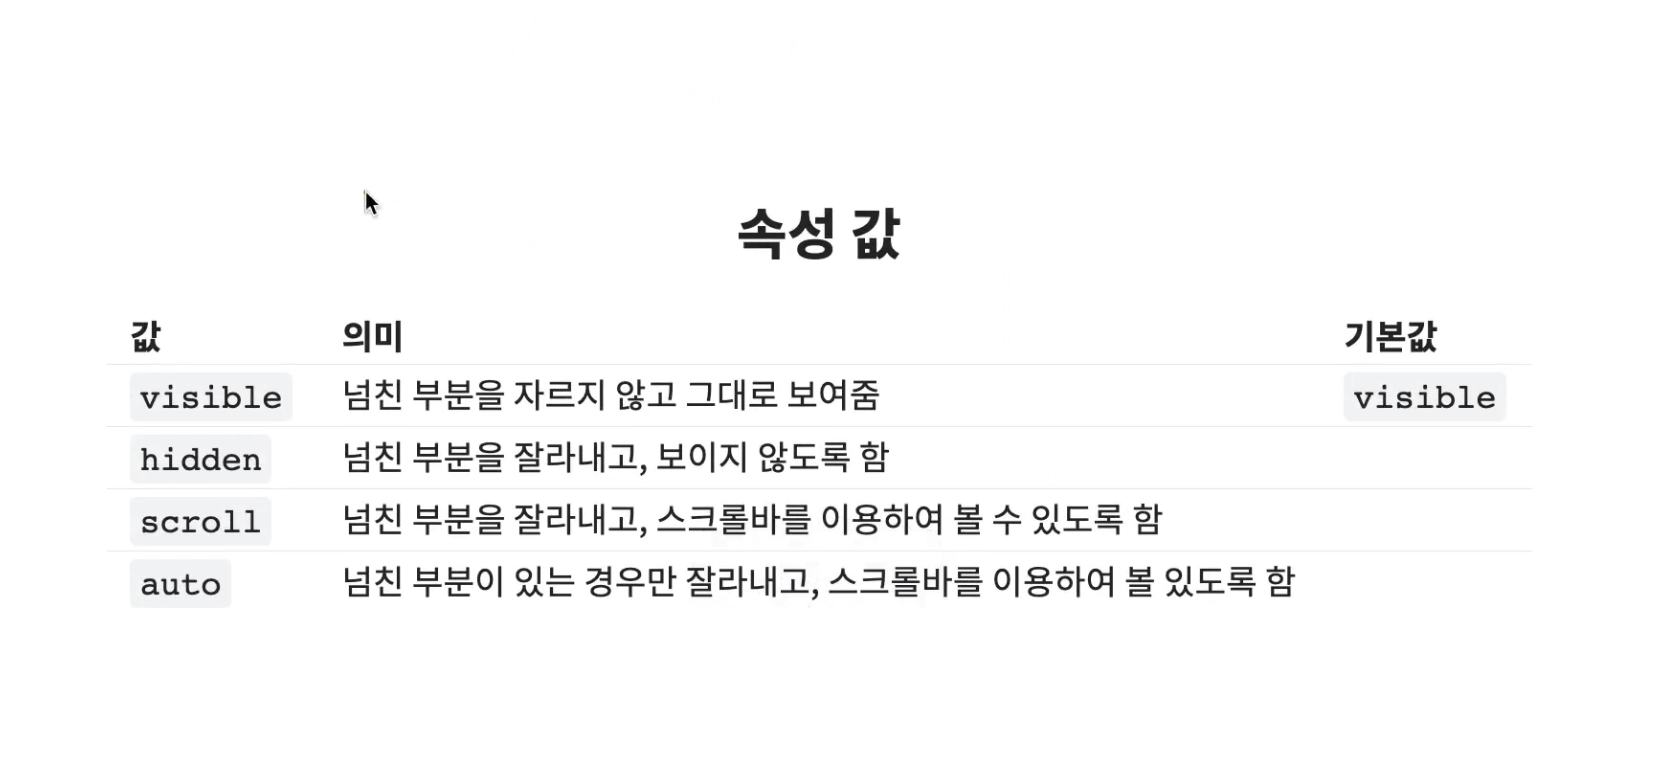 속성 값
값 의미 기본값
visible 넘친 부분을 자르지 않고 그대로 보여줌 visible
hidden 넘친 부분을 잘라내고, 보이지 않도록 함
scroll 넘친 부분을 잘라내고, 스크롤바를 이용하여 볼 수 있도록 함
auto 넘친 부분이 있는 경우만 잘라내고, 스크롤바를 이용하여 볼 있도록 함